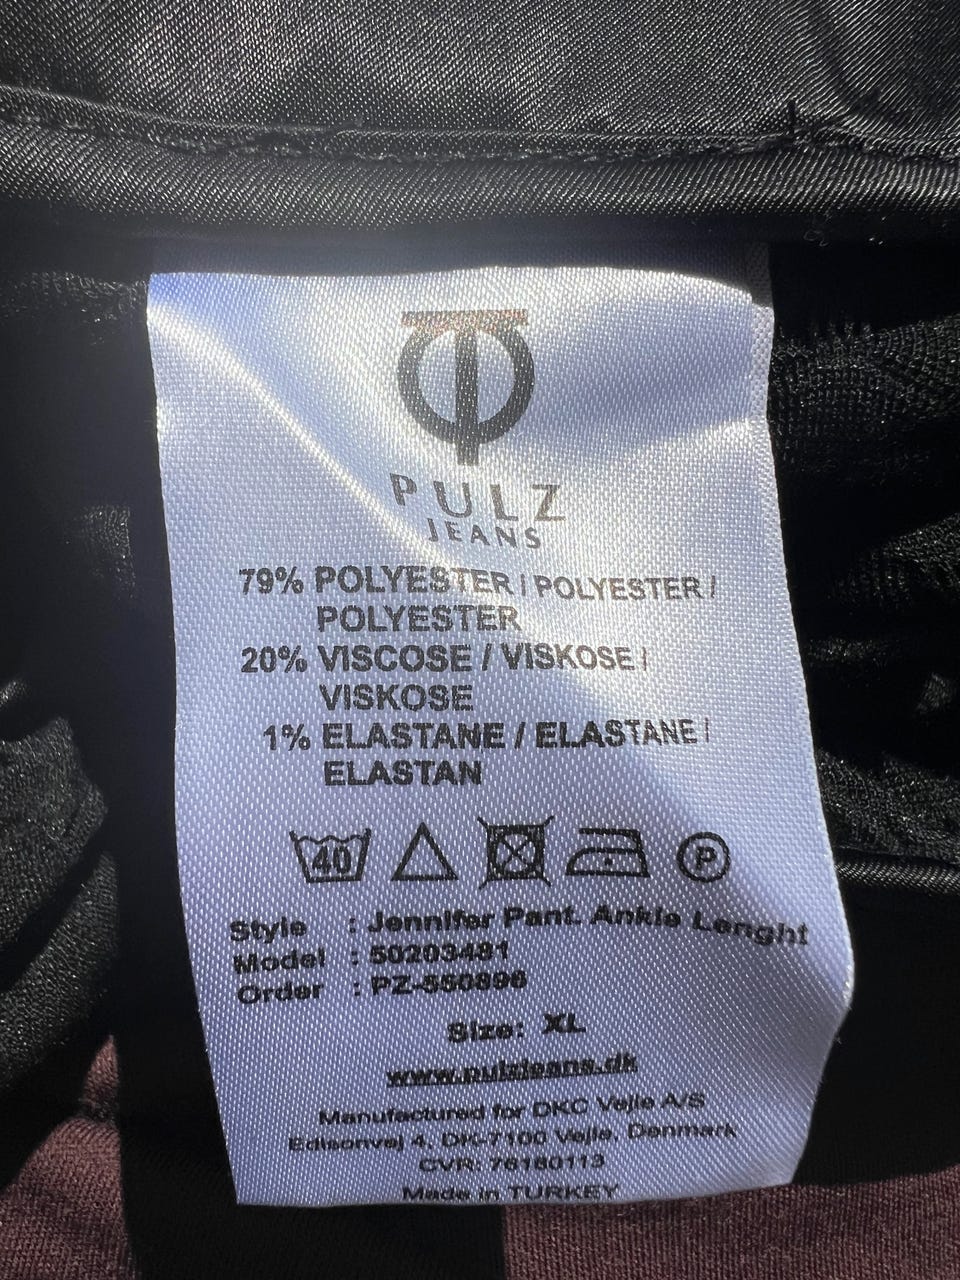 PULZ
JEANS
79% POLYESTER / POLYESTER /
POLYESTER
20% VISCOSE / VISKOSE /
VISKOSE
1% ELASTANE / ELASTANE /
ELASTAN
40 P
Style : Jennifer Pant. Ankle Lenght
Model : 50203481
Order : PZ-550896
Size: XL
www.pulzjeans.dk
Manufactured for DKC Vejle A/S
Edisonvej 4, DK-7100 Vejle, Denmark
CVR: 76180113
Made in TURKEY